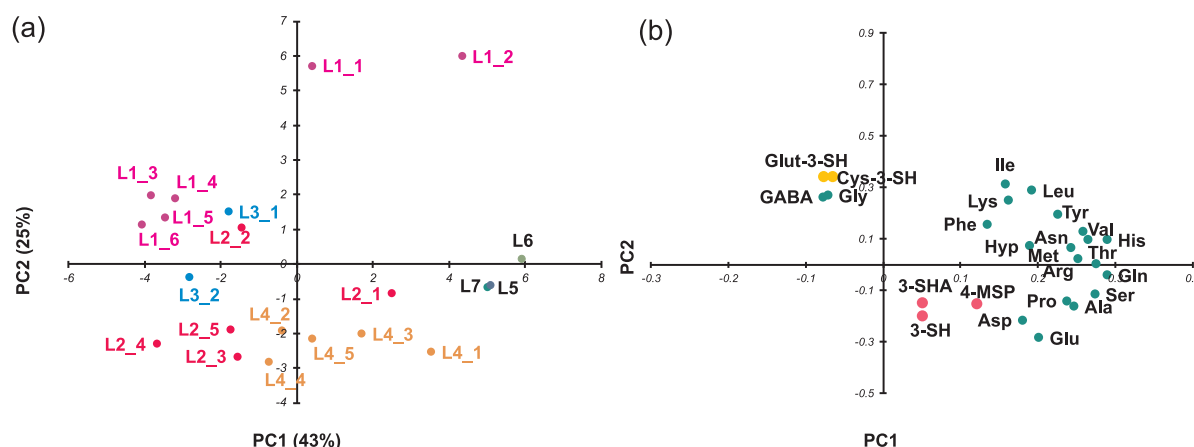 (a)
7
6
5
4
3
2
1
0
-1
-2
-3
-4
-6
-4
-2
0
2
4
6
8
PC2 (25%)
PC1 (43%)
L1_1
L1_2
L1_3
L1_4
L1_5
L1_6
L3_1
L2_2
L6
L3_2
L7
L5
L2_1
L2_5
L4_2
L2_4
L2_3
L4_5
L4_3
L4_1
L4_4
(b)
0.9
0.7
0.5
0.3
0.1
-0.1
-0.3
-0.5
-0.3
-0.2
-0.1
0
0.1
0.2
0.3
PC2
PC1
Glut-3-SH
Cys-3-SH
GABA
Gly
Ile
Leu
Lys
Tyr
Phe
Val
Asn
His
Hyp
Met
Thr
Arg
Gln
3-SHA
4-MSP
Ser
Pro
Ala
3-SH
Asp
Glu